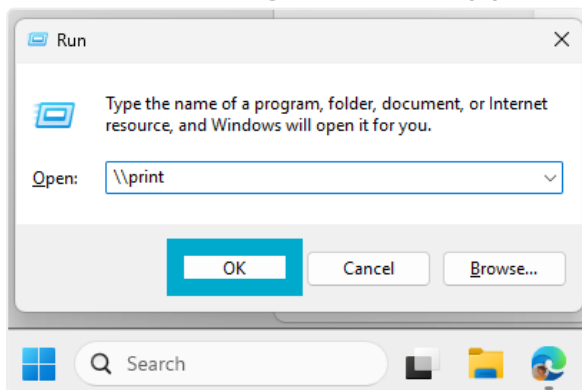 Run
Type the name of a program, folder, document, or Internet
resource, and Windows will open it for you.
Open: \\print
OK Cancel Browse...
Search